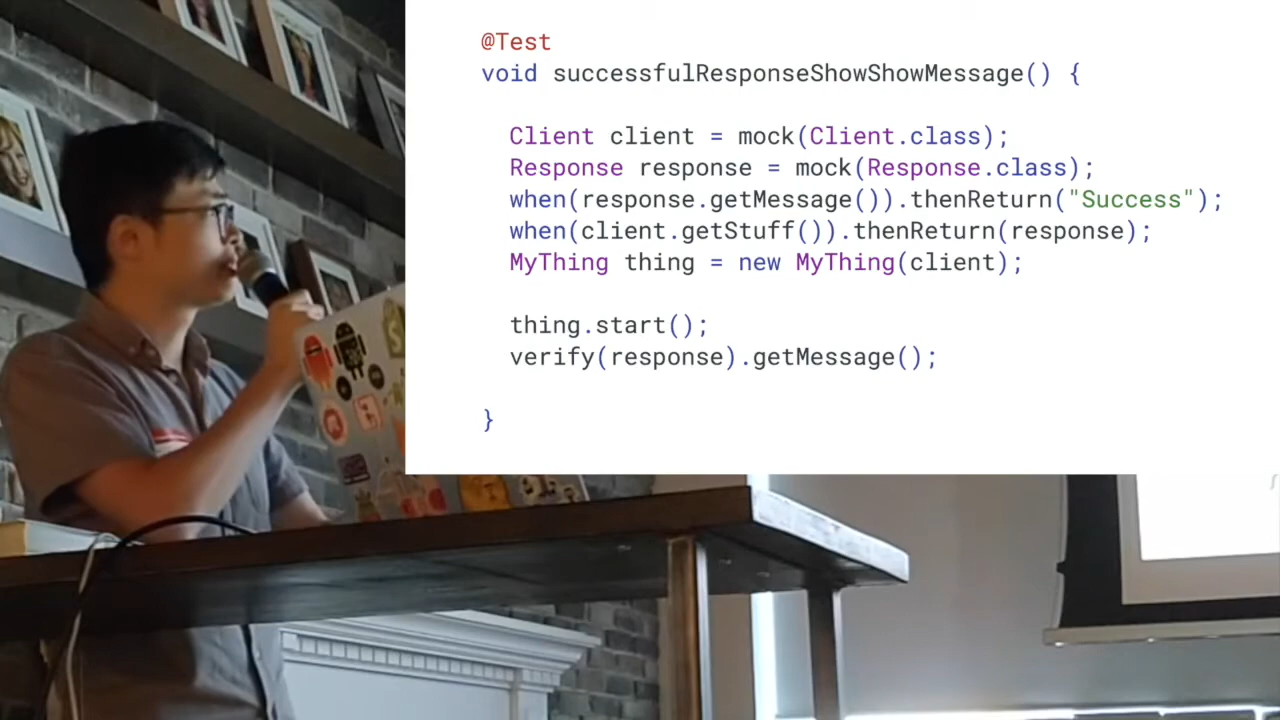 @Test
void successfulResponseShowShowMessage() {
Client client = mock(Client.class);
Response response = mock(Response.class);
when(response.getMessage()).thenReturn("Success");
when(client.getStuff()).thenReturn(response);
MyThing thing = new MyThing(client);
thing.start();
verify(response).getMessage();
}